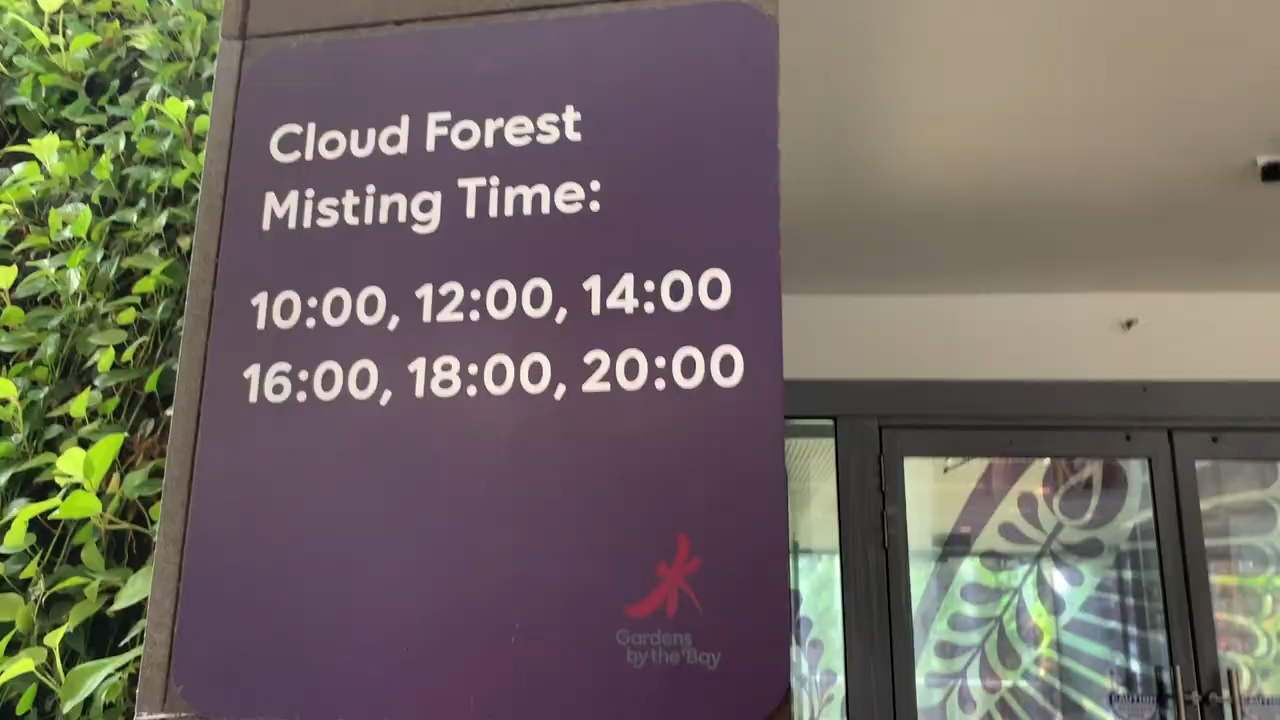 Cloud Forest
Misting Time:
10:00, 12:00, 14:00
16:00, 18:00, 20:00
Gardens
by the Bay
CAUTION